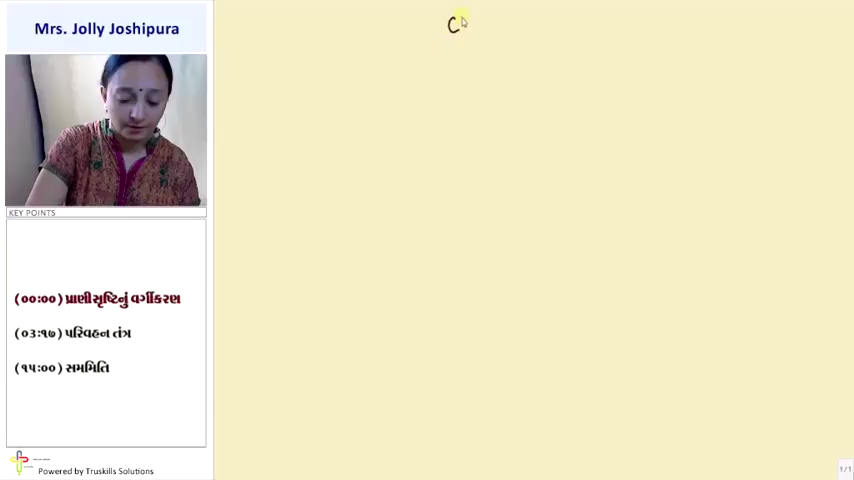 Mrs. Jolly Joshipura
C
KEY POINTS
(૦૦:૦૦) પ્રાણીસૃષ્ટિનું વર્ગીકરણ
(૦૩:૧૭) પરિવહન તંત્ર
(૧૫:૦૦) સમમિતિ
Powered by Truskills Solutions
1/1